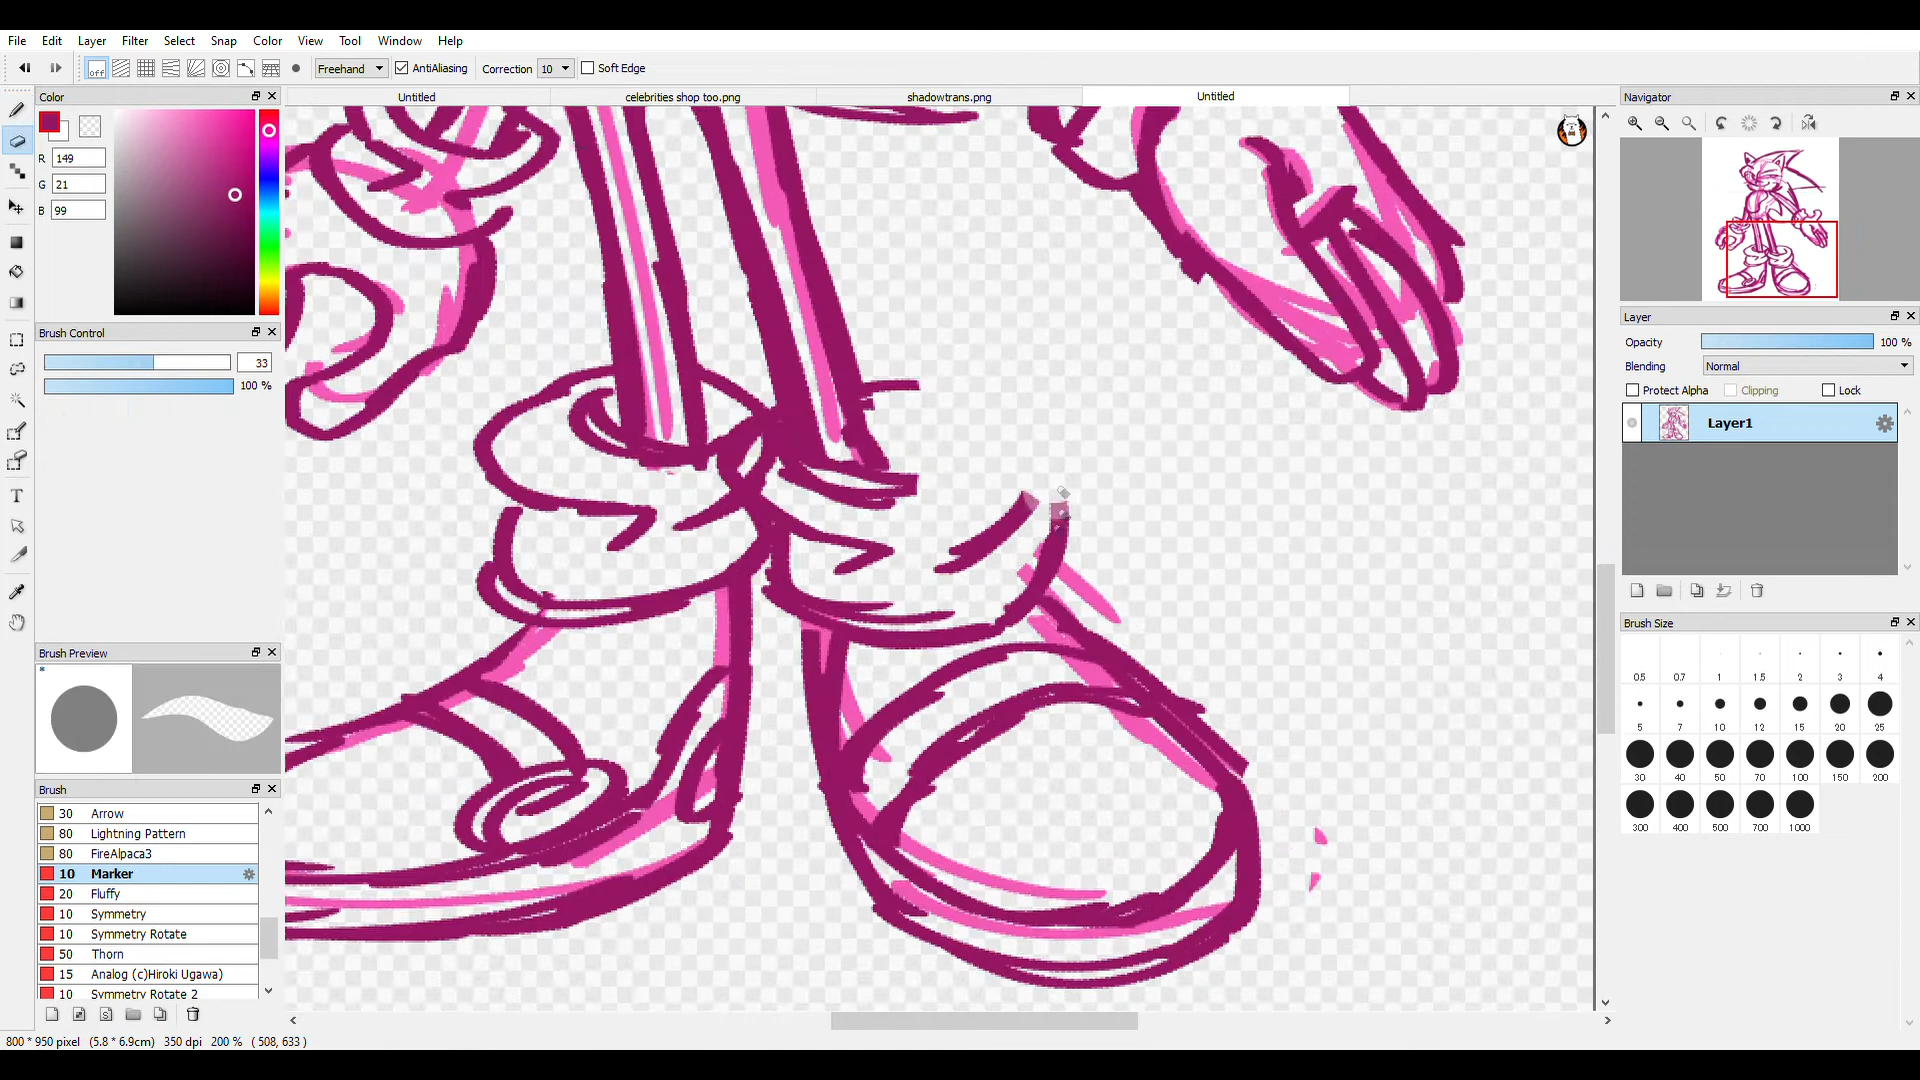 File Edit Layer Filter Select Snap Color View Tool Window Help
off Freehand AntiAliasing Correction 10 Soft Edge
Color
Untitled celebrities shop too.png shadowtrans.png Untitled
Navigator
R 149
G 21
B 99
Brush Control
33
100 %
Layer
Opacity 100 %
Blending Normal
Protect Alpha Clipping Lock
Layer1
T
Brush Size
0.5 0.7 1 1.5 2 3 4
5 7 10 12 15 20 25
30 40 50 70 100 150 200
300 400 500 700 1000
Brush Preview
*
Brush
30 Arrow
80 Lightning Pattern
80 FireAlpaca3
10 Marker
20 Fluffy
10 Symmetry
10 Symmetry Rotate
50 Thorn
15 Analog (c)Hiroki Ugawa)
10 Symmetry Rotate 2
S
800 * 950 pixel (5.8 * 6.9cm) 350 dpi 200 % ( 508, 633 )